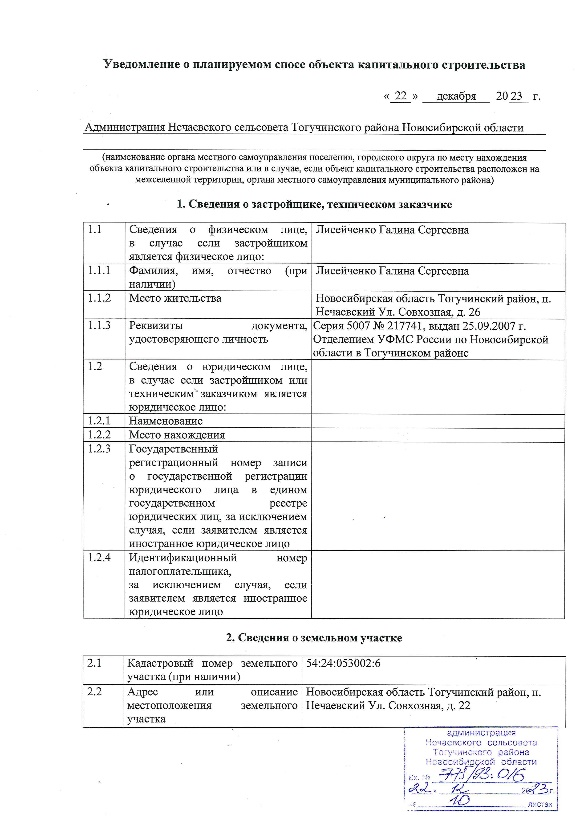 Уведомление о планируемом сносе объекта капитального строительства
« 22 » декабря 20 23 г.
Администрация Нечаевского сельсовета Тогучинского района Новосибирской области
(наименование органа местного самоуправления поселения, городского округа по месту нахождения
объекта капитального строительства или в случае, если объект капитального строительства расположен на
межселенной территории, органа местного самоуправления муниципального района)
1. Сведения о застройщике, техническом заказчике
1.1 Сведения о физическом лице, Лисейченко Галина Сергеевна
в случае если застройщиком
является физическое лицо:
1.1.1 Фамилия, имя, отчество (при Лисейченко Галина Сергеевна
наличии)
1.1.2 Место жительства Новосибирская область Тогучинский район, п.
Нечаевский Ул. Совхозная, д. 26
1.1.3 Реквизиты документа, Серия 5007 № 217741, выдан 25.09.2007 г.
удостоверяющего личность Отделением УФМС России по Новосибирской
области в Тогучинском районе
1.2 Сведения о юридическом лице,
в случае если застройщиком или
техническим заказчиком является
юридическое лицо:
1.2.1 Наименование
1.2.2 Место нахождения
1.2.3 Государственный
регистрационный номер записи
о государственной регистрации
юридического лица в едином
государственном реестре
юридических лиц, за исключением
случая, если заявителем является
иностранное юридическое лицо
1.2.4 Идентификационный номер
налогоплательщика,
за исключением случая, если
заявителем является иностранное
юридическое лицо
2. Сведения о земельном участке
2.1 Кадастровый номер земельного 54:24:053002:6
участка (при наличии)
2.2 Адрес или описание Новосибирская область Тогучинский район, п.
местоположения земельного Нечаевский Ул. Совхозная, д. 22
участка
администрация
Нечаевского сельсовета
Тогучинского района
Новосибирской области
вх. №
22. 12 2023г
на 10 листах